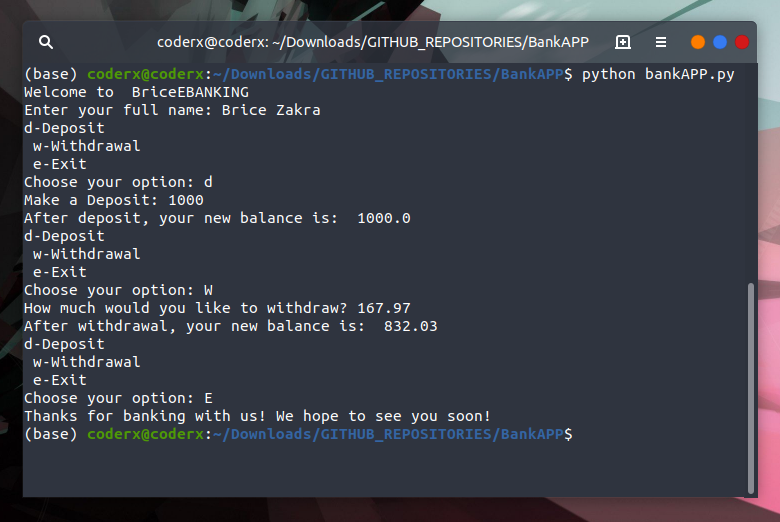 coderx@coderx: ~/Downloads/GITHUB_REPOSITORIES/BankAPP
(base) coderx@coderx:~/Downloads/GITHUB_REPOSITORIES/BankAPP$ python bankAPP.py
Welcome to  BriceEBANKING
Enter your full name: Brice Zakra
d-Deposit
 w-Withdrawal
 e-Exit
Choose your option: d
Make a Deposit: 1000
After deposit, your new balance is:  1000.0
d-Deposit
 w-Withdrawal
 e-Exit
Choose your option: W
How much would you like to withdraw? 167.97
After withdrawal, your new balance is:  832.03
d-Deposit
 w-Withdrawal
 e-Exit
Choose your option: E
Thanks for banking with us! We hope to see you soon!
(base) coderx@coderx:~/Downloads/GITHUB_REPOSITORIES/BankAPP$